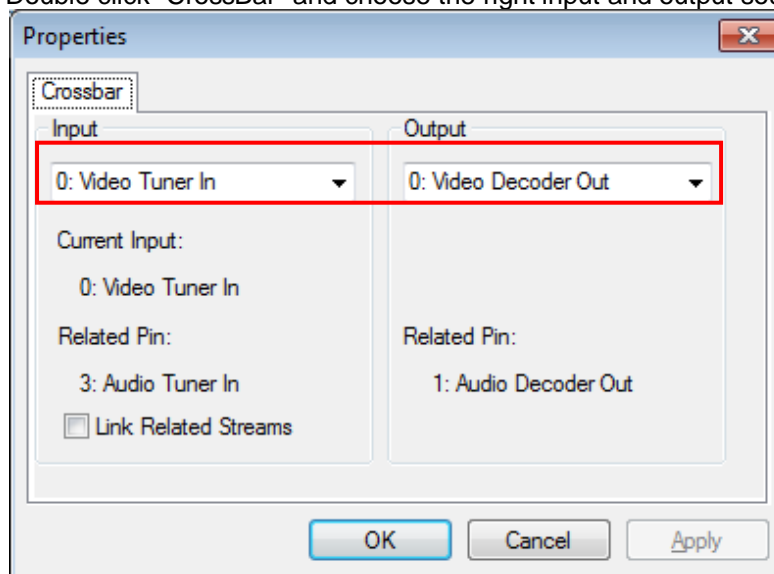 Double click "CrossBar" and choose the right input and output
Properties
Crossbar
Input
Output
0: Video Tuner In
0: Video Decoder Out
Current Input:
0: Video Tuner In
Related Pin:
Related Pin:
3: Audio Tuner In
1: Audio Decoder Out
Link Related Streams
OK
Cancel
Apply